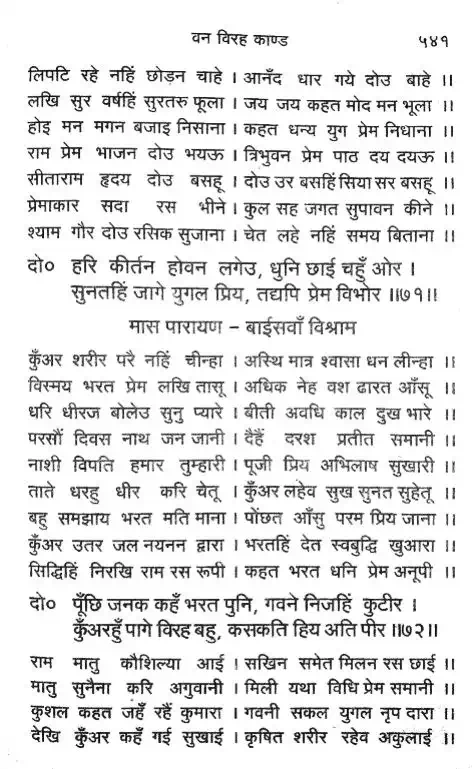 वन विरह काण्ड ५४१
लिपटि रहे नहिं छोड़न चाहे । आनँद धार गये दोउ बाहे ।।
लखि सुर वर्षहिं सुरतरु फूला । जय जय कहत मोद मन भूला ।।
होइ मन मगन बजाइ निसाना । कहत धन्य युग प्रेम निधाना ।।
राम प्रेम भाजन दोउ भयऊ । त्रिभुवन प्रेम पाठ दय दयऊ ।।
सीताराम हृदय दोउ बसहू । दोउ उर बसहिं सिया सर बसहू ।।
प्रेमाकार सदा रस भीने । कुल सह जगत सुपावन कीने ।।
श्याम गौर दोउ रसिक सुजाना । चेत लहे नहिं समय बिताना ।।
दो० हरि कीर्तन होवन लगेउ, धुनि छाई चहुँ ओर ।
सुनतहिं जागे युगल प्रिय, तद्यपि प्रेम विभोर ।।७१।।
मास पारायण – बाईसवाँ विश्राम
कुँअर शरीर परै नहिं चीन्हा । अस्थि मात्र श्वासा धन लीन्हा ।।
विस्मय भरत प्रेम लखि तासू । अधिक नेह वश ढारत आँसू ।।
धरि धीरज बोलेउ सुनु प्यारे । बीती अवधि काल दुख भारे ।।
परसौं दिवस नाथ जन जानी । दैहैं दरश प्रतीत समानी ।।
नाशी विपति हमार तुम्हारी । पूजी प्रिय अभिलाष सुखारी ।।
ताते धरहु धीर करि चेतू । कुँअर लहेव सुख सुनत सुहेतू ।।
बहु समझाय भरत मति माना । पोंछत आँसु परम प्रिय जाना ।।
कुँअर उतर जल नयनन द्वारा । भरतहिं देत स्वबुद्धि खुआरा ।।
सिद्धिहिं निरखि राम रस रूपी । कहत भरत धनि प्रेम अनूपी ।।
दो० पूँछि जनक कहँ भरत पुनि, गवने निजहिं कुटीर ।
कुँअरहुँ पागे विरह बहु, कसकति हिय अति पीर ।।७२।।
राम मातु कौशिल्या आई । सखिन समेत मिलन रस छाई ।।
मातु सुनैना करि अगुवानी । मिली यथा विधि प्रेम समानी ।।
कुशल कहत जहँ रहैं कुमारा । गवनी सकल युगल नृप दारा ।।
देखि कुँअर कहँ गई सुखाई । कृषित शरीर रहेव अकुलाई ।।